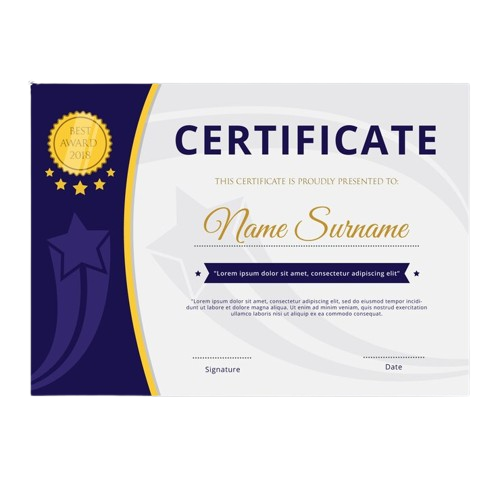 BEST
AWARD
2018
CERTIFICATE
THIS CERTIFICATE IS PROUDLY PRESENTED TO:
Name Surname
"Lorem ipsum dolor sit amet, consectetur adipiscing elit"
"Lorem ipsum dolor sit amet, consectetur adipiscing elit, sed do eiusmod tempor incidi-
dunt ut labore et dolore magna aliqua. Ut enim ad minim veniam, quis nostrud exercitation
ullamco laboris nisi ut aliquip ex ea commodo consequat.
Signature
Date